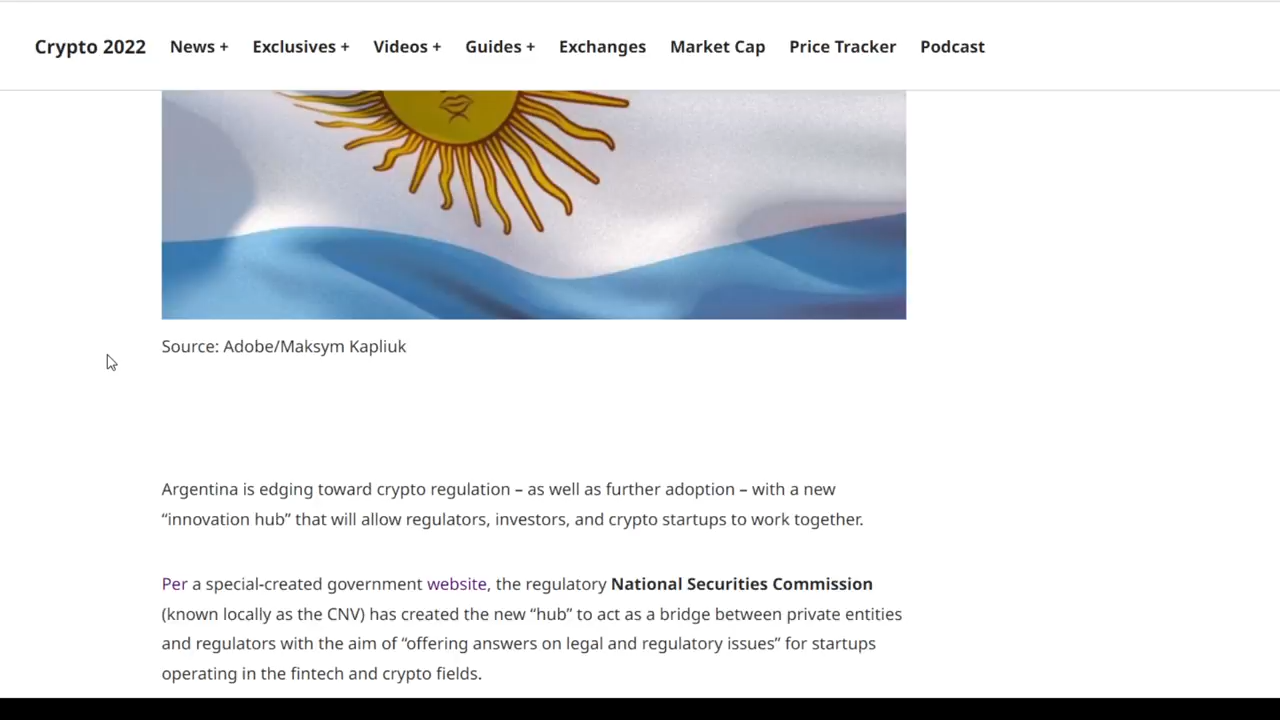 Crypto 2022 News + Exclusives + Videos + Guides + Exchanges Market Cap Price Tracker Podcast
Source: Adobe/Maksym Kapliuk
Argentina is edging toward crypto regulation – as well as further adoption – with a new
“innovation hub” that will allow regulators, investors, and crypto startups to work together.
Per a special-created government website, the regulatory National Securities Commission
(known locally as the CNV) has created the new “hub” to act as a bridge between private entities
and regulators with the aim of “offering answers on legal and regulatory issues” for startups
operating in the fintech and crypto fields.